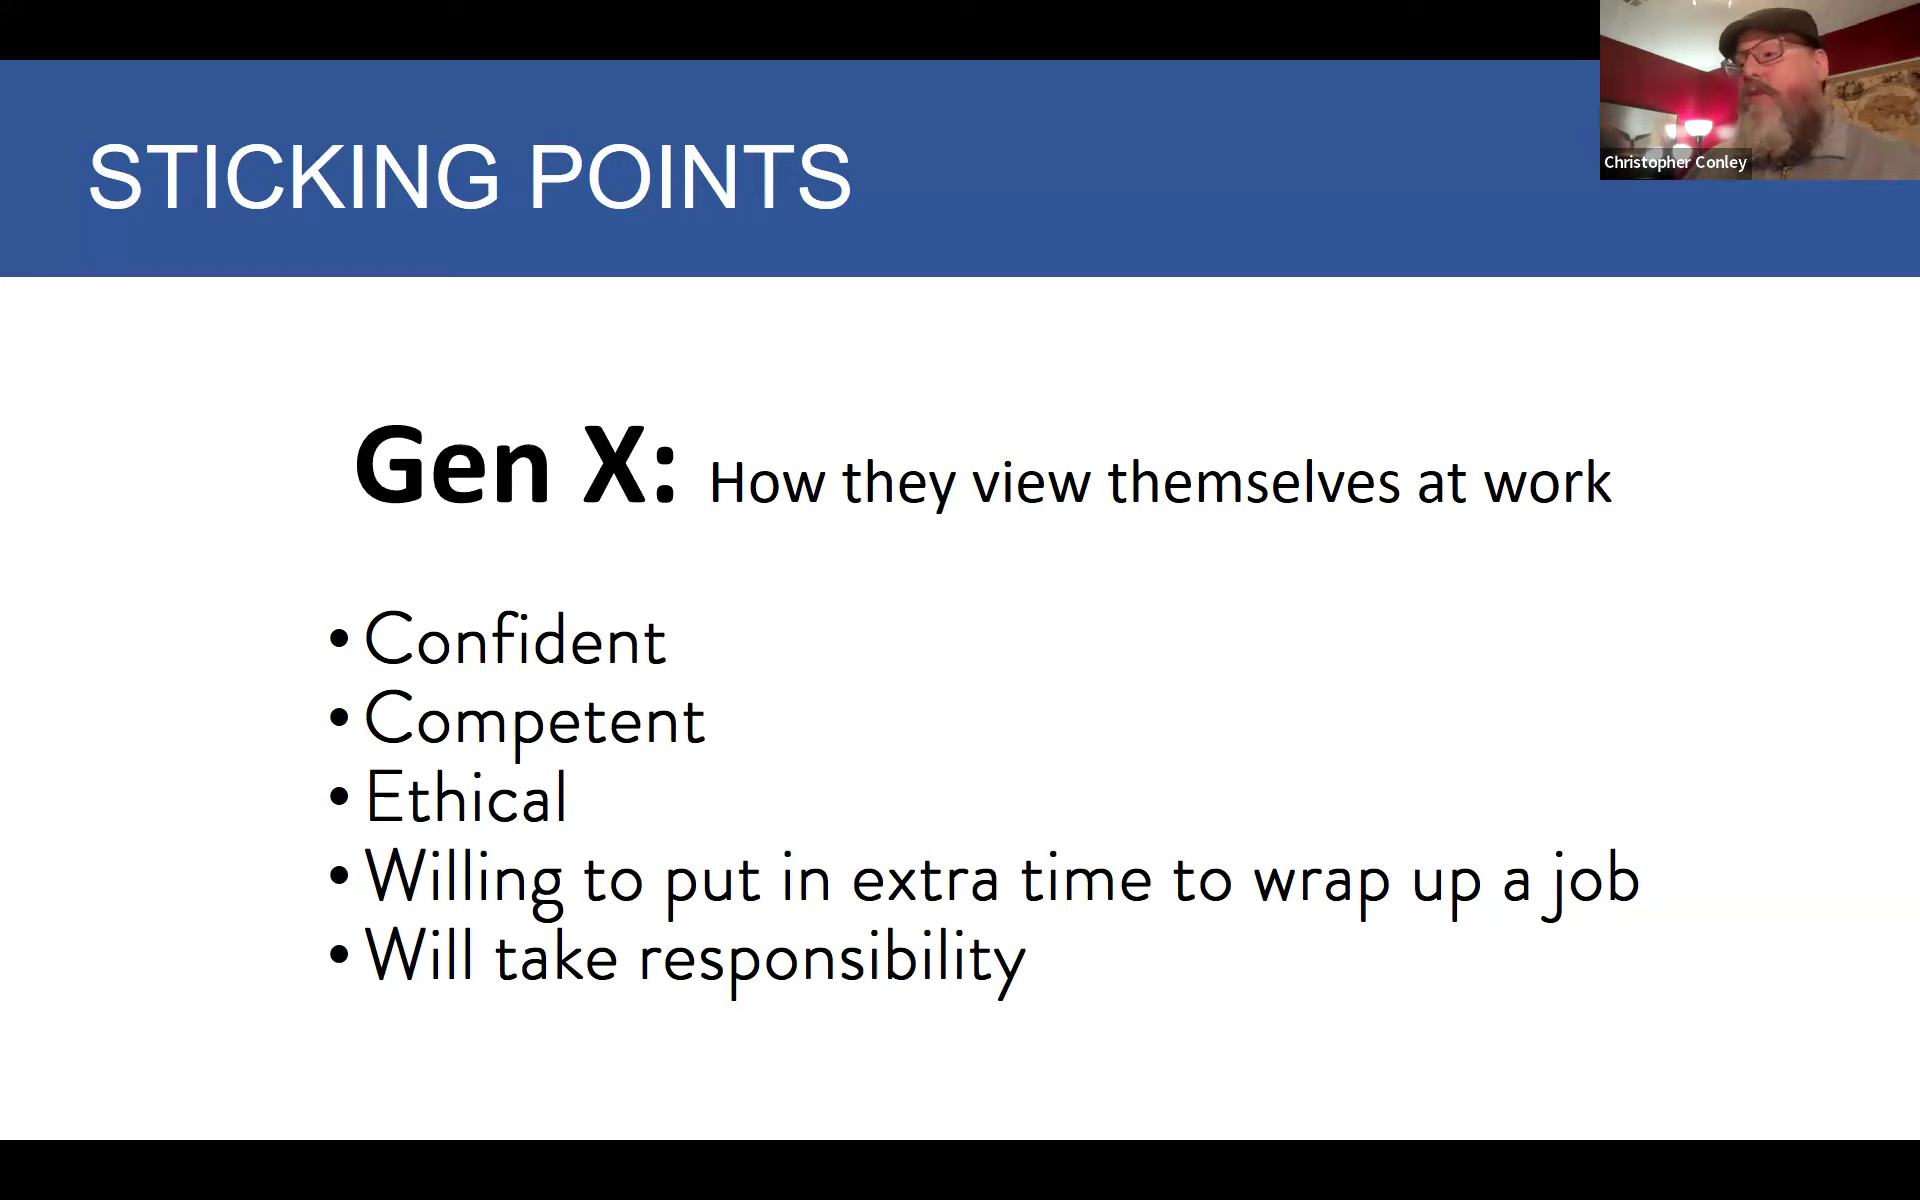 STICKING POINTS
Christopher Conley
Gen X: How they view themselves at work
• Confident
• Competent
• Ethical
• Willing to put in extra time to wrap up a job
• Will take responsibility